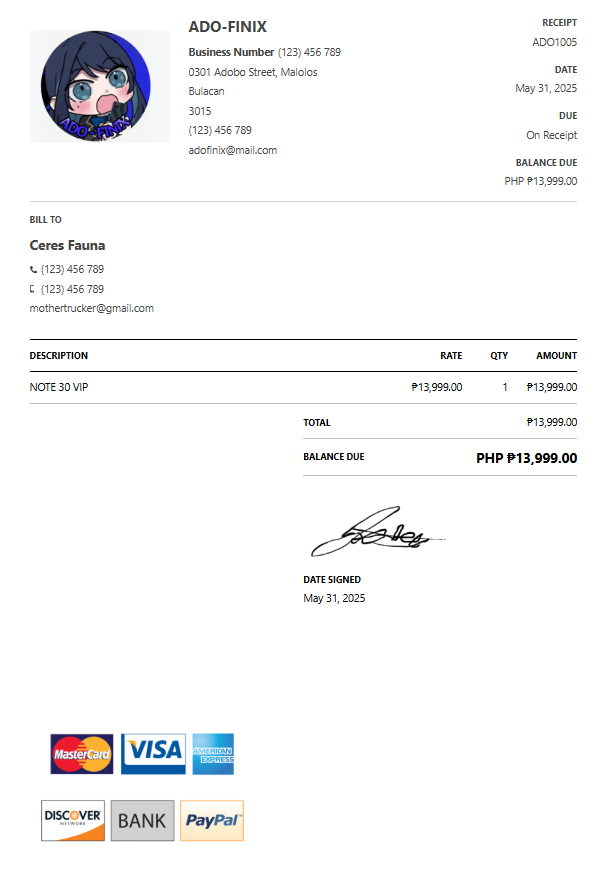 ADO-FINIX
ADO-FINIX
Business Number (123) 456 789
0301 Adobo Street, Malolos
Bulacan
3015
(123) 456 789
adofinix@mail.com
RECEIPT
ADO1005
DATE
May 31, 2025
DUE
On Receipt
BALANCE DUE
PHP ₱13,999.00
BILL TO
Ceres Fauna
(123) 456 789
(123) 456 789
mothertrucker@gmail.com
DESCRIPTION RATE QTY AMOUNT
NOTE 30 VIP ₱13,999.00 1 ₱13,999.00
TOTAL ₱13,999.00
BALANCE DUE PHP ₱13,999.00
DATE SIGNED
May 31, 2025
MasterCard VISA AMERICAN EXPRESS
DISCOVER NETWORK BANK PayPal